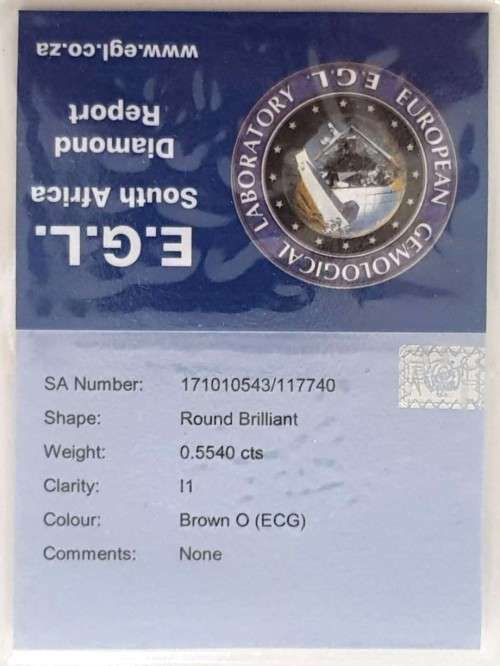 E.G.L.
South Africa
Diamond
Report
www.egl.co.za
E.G.L. EUROPEAN GEMOLOGICAL LABORATORY
SA Number: 171010543/117740
Shape: Round Brilliant
Weight: 0.5540 cts
Clarity: I1
Colour: Brown O (ECG)
Comments: None